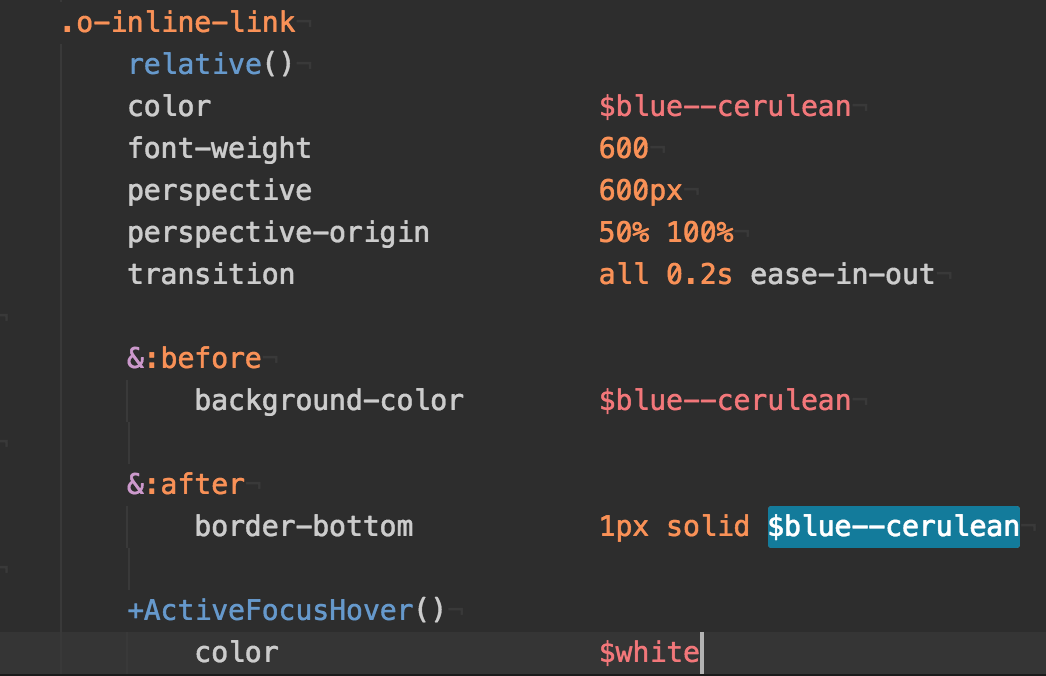 .o-inline-link
relative()
color $blue--cerulean
font-weight 600
perspective 600px
perspective-origin 50% 100%
transition all 0.2s ease-in-out
&:before
background-color $blue--cerulean
&:after
border-bottom 1px solid $blue--cerulean
+ActiveFocusHover()
color $white